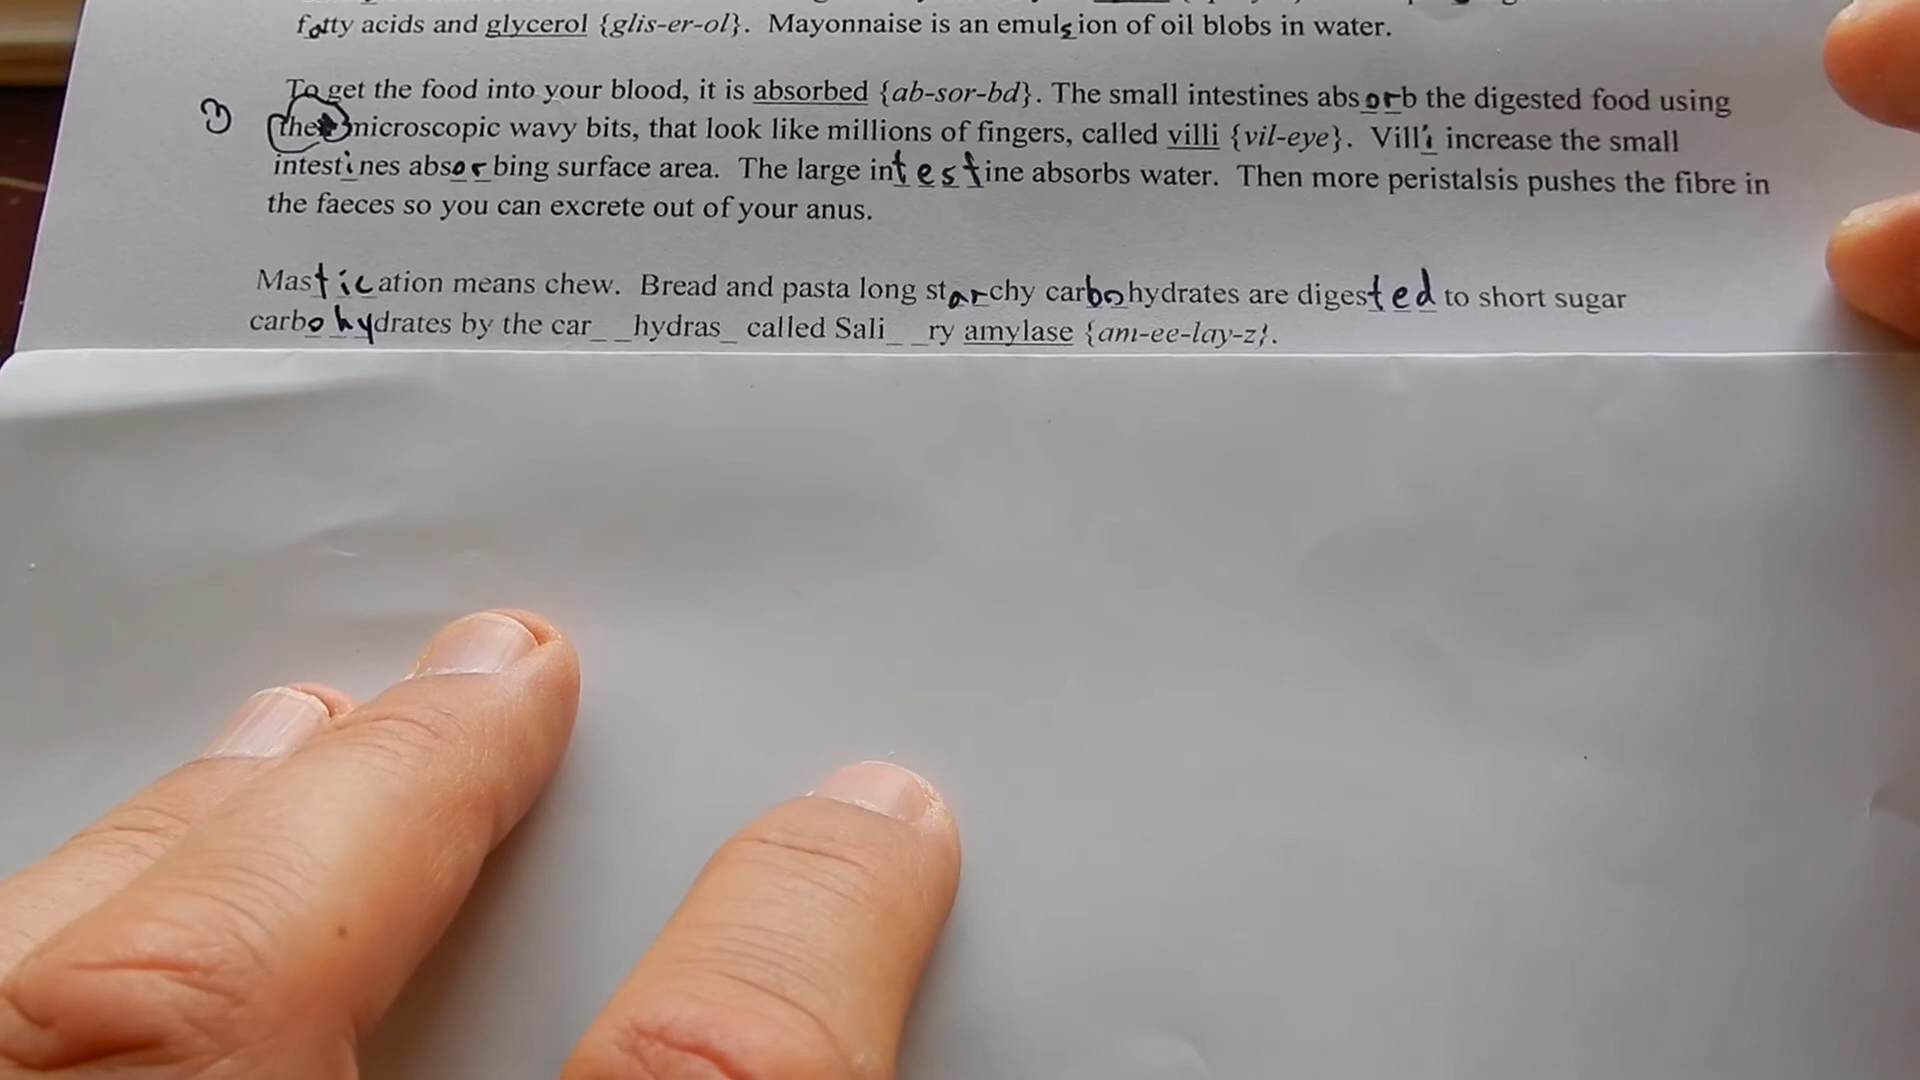 fatty acids and glycerol {glis-er-ol}. Mayonnaise is an emulsion of oil blobs in water.
To get the food into your blood, it is absorbed {ab-sor-bd}. The small intestines absorb the digested food using
the microscopic wavy bits, that look like millions of fingers, called villi {vil-eye}. Villi increase the small
intestines absorbing surface area. The large intestine absorbs water. Then more peristalsis pushes the fibre in
the faeces so you can excrete out of your anus.
Mastication means chew. Bread and pasta long starchy carbohydrates are digested to short sugar
carbohydrates by the car_ _hydras_ called Sali_ _ry amylase {am-ee-lay-z}.